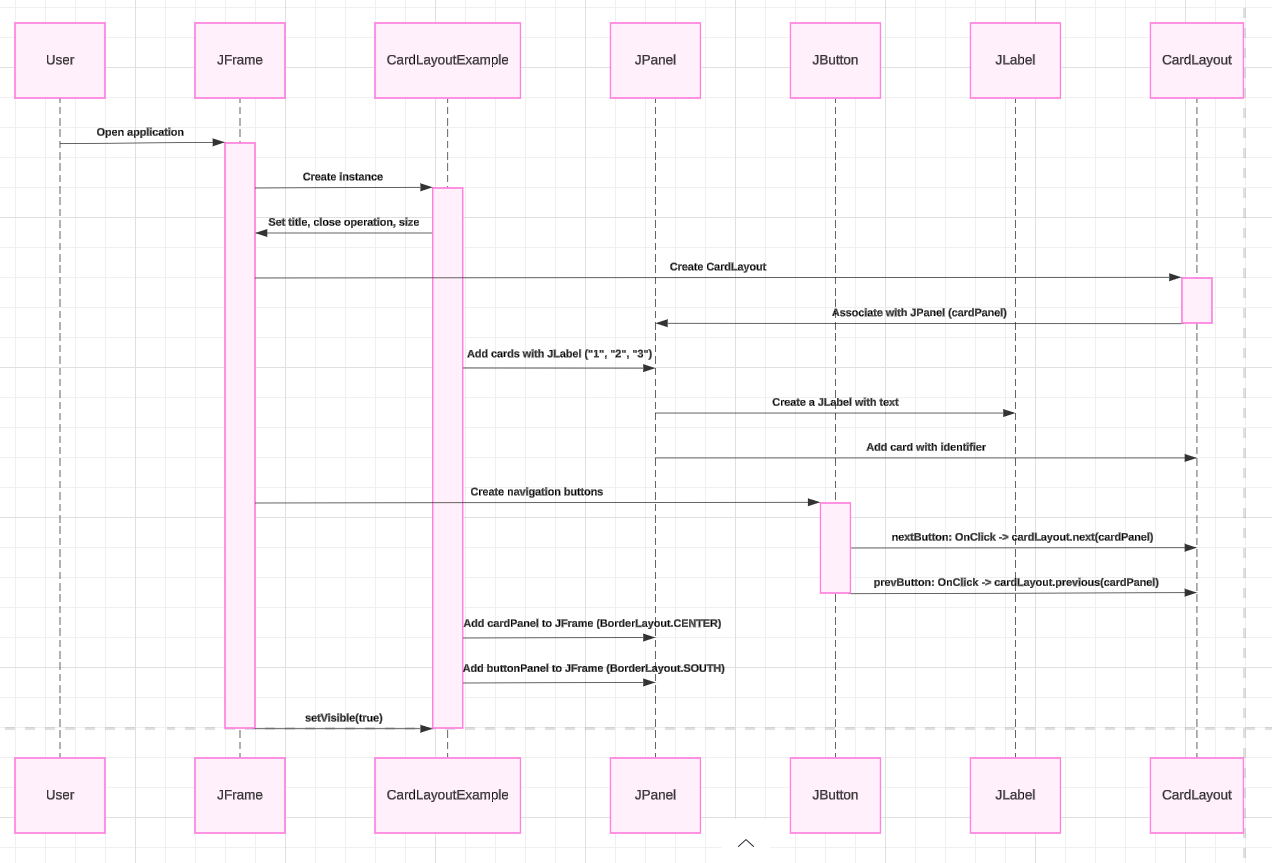 User
JFrame
CardLayoutExample
JPanel
JButton
JLabel
CardLayout
Open application
Create instance
Set title, close operation, size
Create CardLayout
Associate with JPanel (cardPanel)
Add cards with JLabel ("1", "2", "3")
Create a JLabel with text
Add card with identifier
Create navigation buttons
nextButton: OnClick -> cardLayout.next(cardPanel)
prevButton: OnClick -> cardLayout.previous(cardPanel)
Add cardPanel to JFrame (BorderLayout.CENTER)
Add buttonPanel to JFrame (BorderLayout.SOUTH)
setVisible(true)
User
JFrame
CardLayoutExample
JPanel
JButton
JLabel
CardLayout